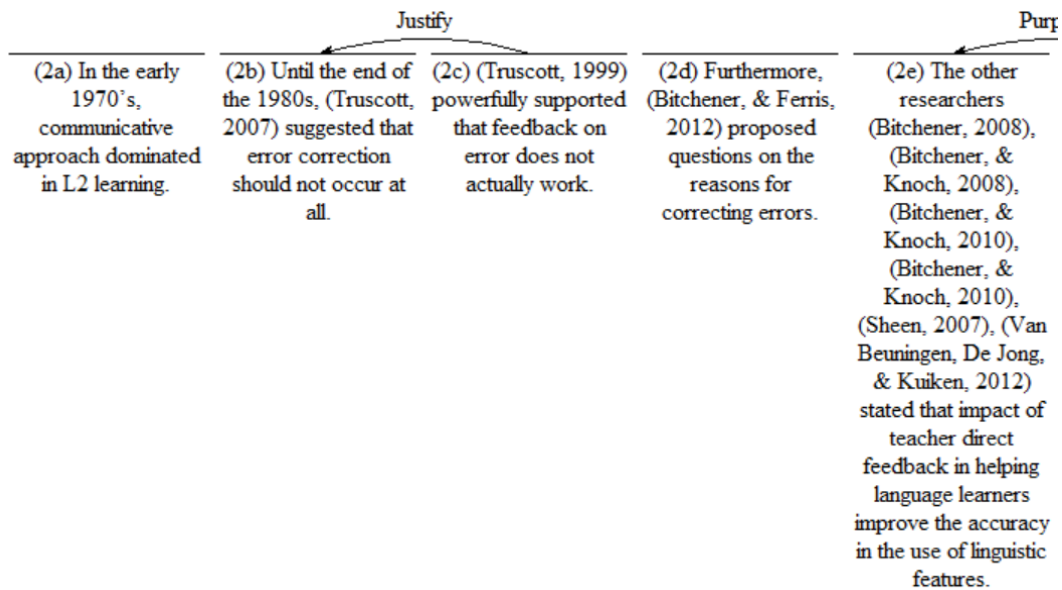 Justify
Purp
(2a) In the early
1970's,
communicative
approach dominated
in L2 learning.
(2b) Until the end of
the 1980s, (Truscott,
2007) suggested that
error correction
should not occur at
all.
(2c) (Truscott, 1999)
powerfully supported
that feedback on
error does not
actually work.
(2d) Furthermore,
(Bitchener, & Ferris,
2012) proposed
questions on the
reasons for
correcting errors.
(2e) The other
researchers
(Bitchener, 2008),
(Bitchener, &
Knoch, 2008),
(Bitchener, &
Knoch, 2010),
(Bitchener, &
Knoch, 2010),
(Sheen, 2007), (Van
Beuningen, De Jong,
& Kuiken, 2012)
stated that impact of
teacher direct
feedback in helping
language learners
improve the accuracy
in the use of linguistic
features.